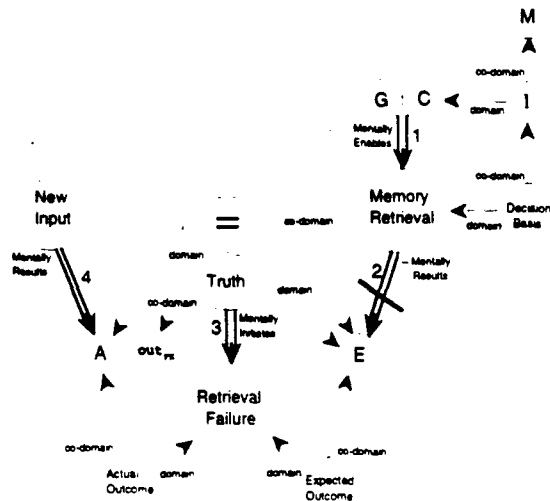 M
co-domain
G C
domain
I
Mentally
Enables
1
co-domain
New
Input
=
co-domain
Memory
Retrieval
domain
Decision
Basis
Mentally
Results
4
domain
Truth
domain
2
Mentally
Results
co-domain
3
Mentally
Initiates
A
out
E
Retrieval
Failure
co-domain
Actual
Outcome
domain
domain
Expected
Outcome
co-domain